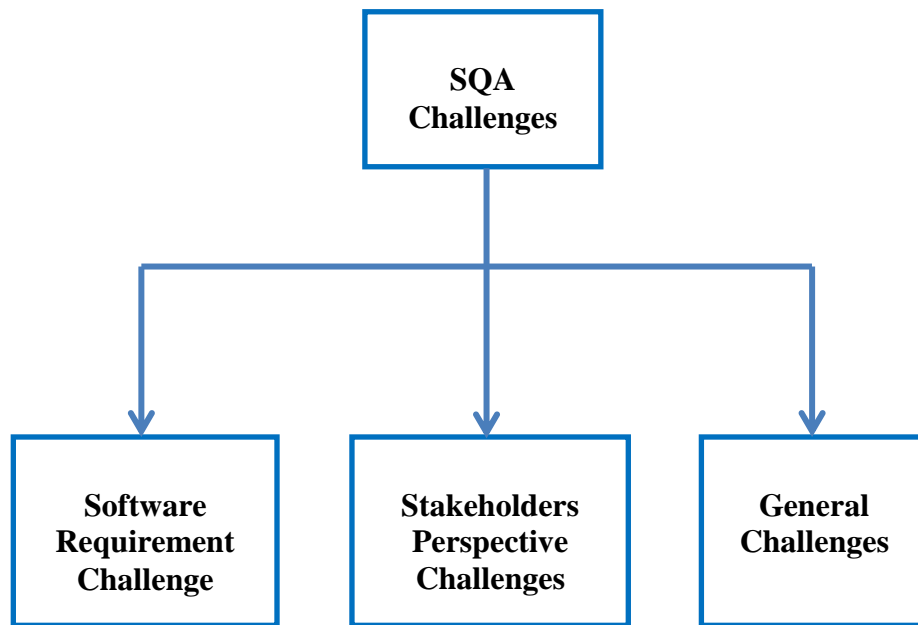 SQA
Challenges
Software
Requirement
Challenge
Stakeholders
Perspective
Challenges
General
Challenges